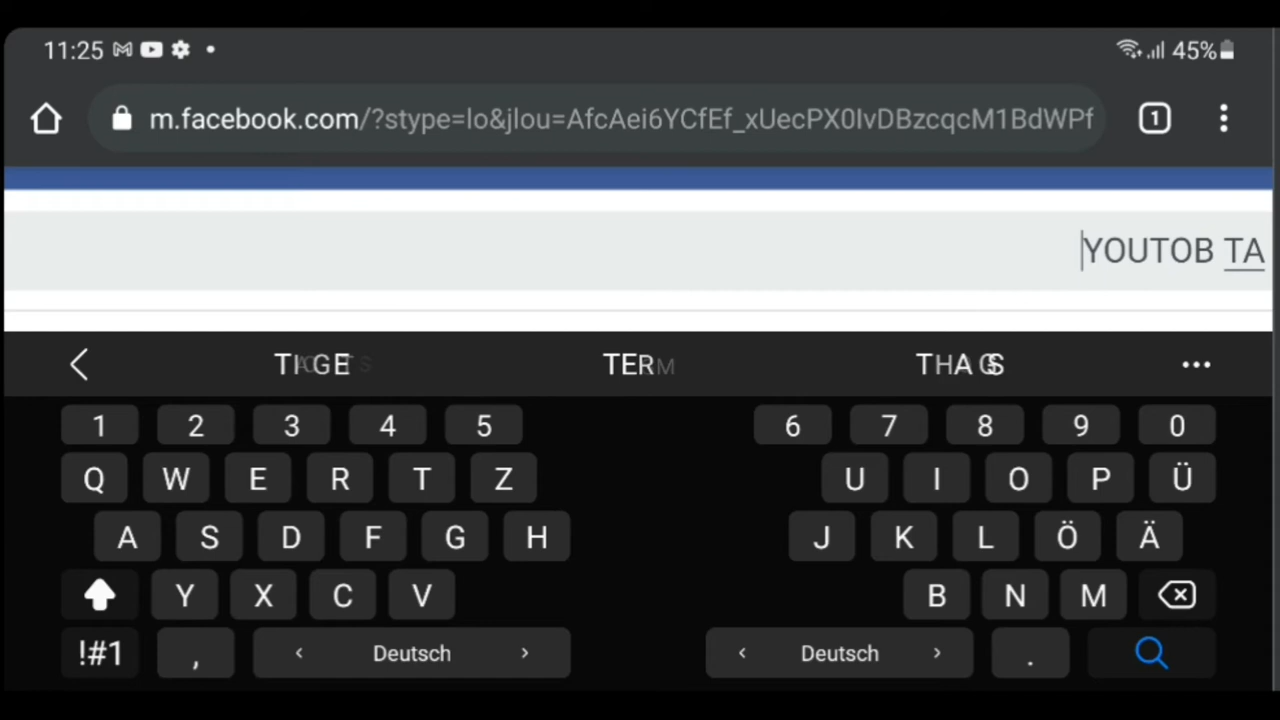 11:25 45%
m.facebook.com/?stype=lo&jlou=AfcAei6YCfEf_xUecPX0IvDBzcqcM1BdWPf 1
YOUTOB TA
TER
1 2 3 4 5 6 7 8 9 0
Q W E R T Z U I O P Ü
A S D F G H J K L Ö Ä
Y X C V B N M
!#1 , < Deutsch > < Deutsch > .